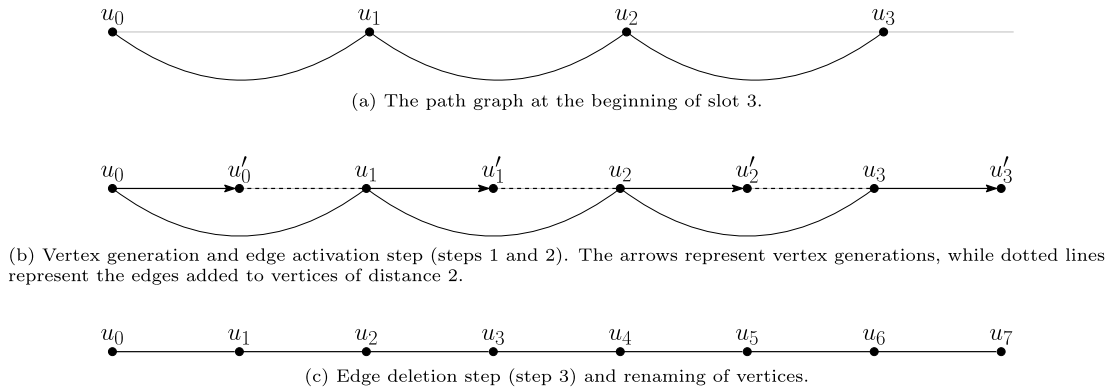 u₀ u₁ u₂ u₃
(a) The path graph at the beginning of slot 3.
u₀ u′₀ u₁ u′₁ u₂ u′₂ u₃ u′₃
(b) Vertex generation and edge activation step (steps 1 and 2). The arrows represent vertex generations, while dotted lines
represent the edges added to vertices of distance 2.
u₀ u₁ u₂ u₃ u₄ u₅ u₆ u₇
(c) Edge deletion step (step 3) and renaming of vertices.